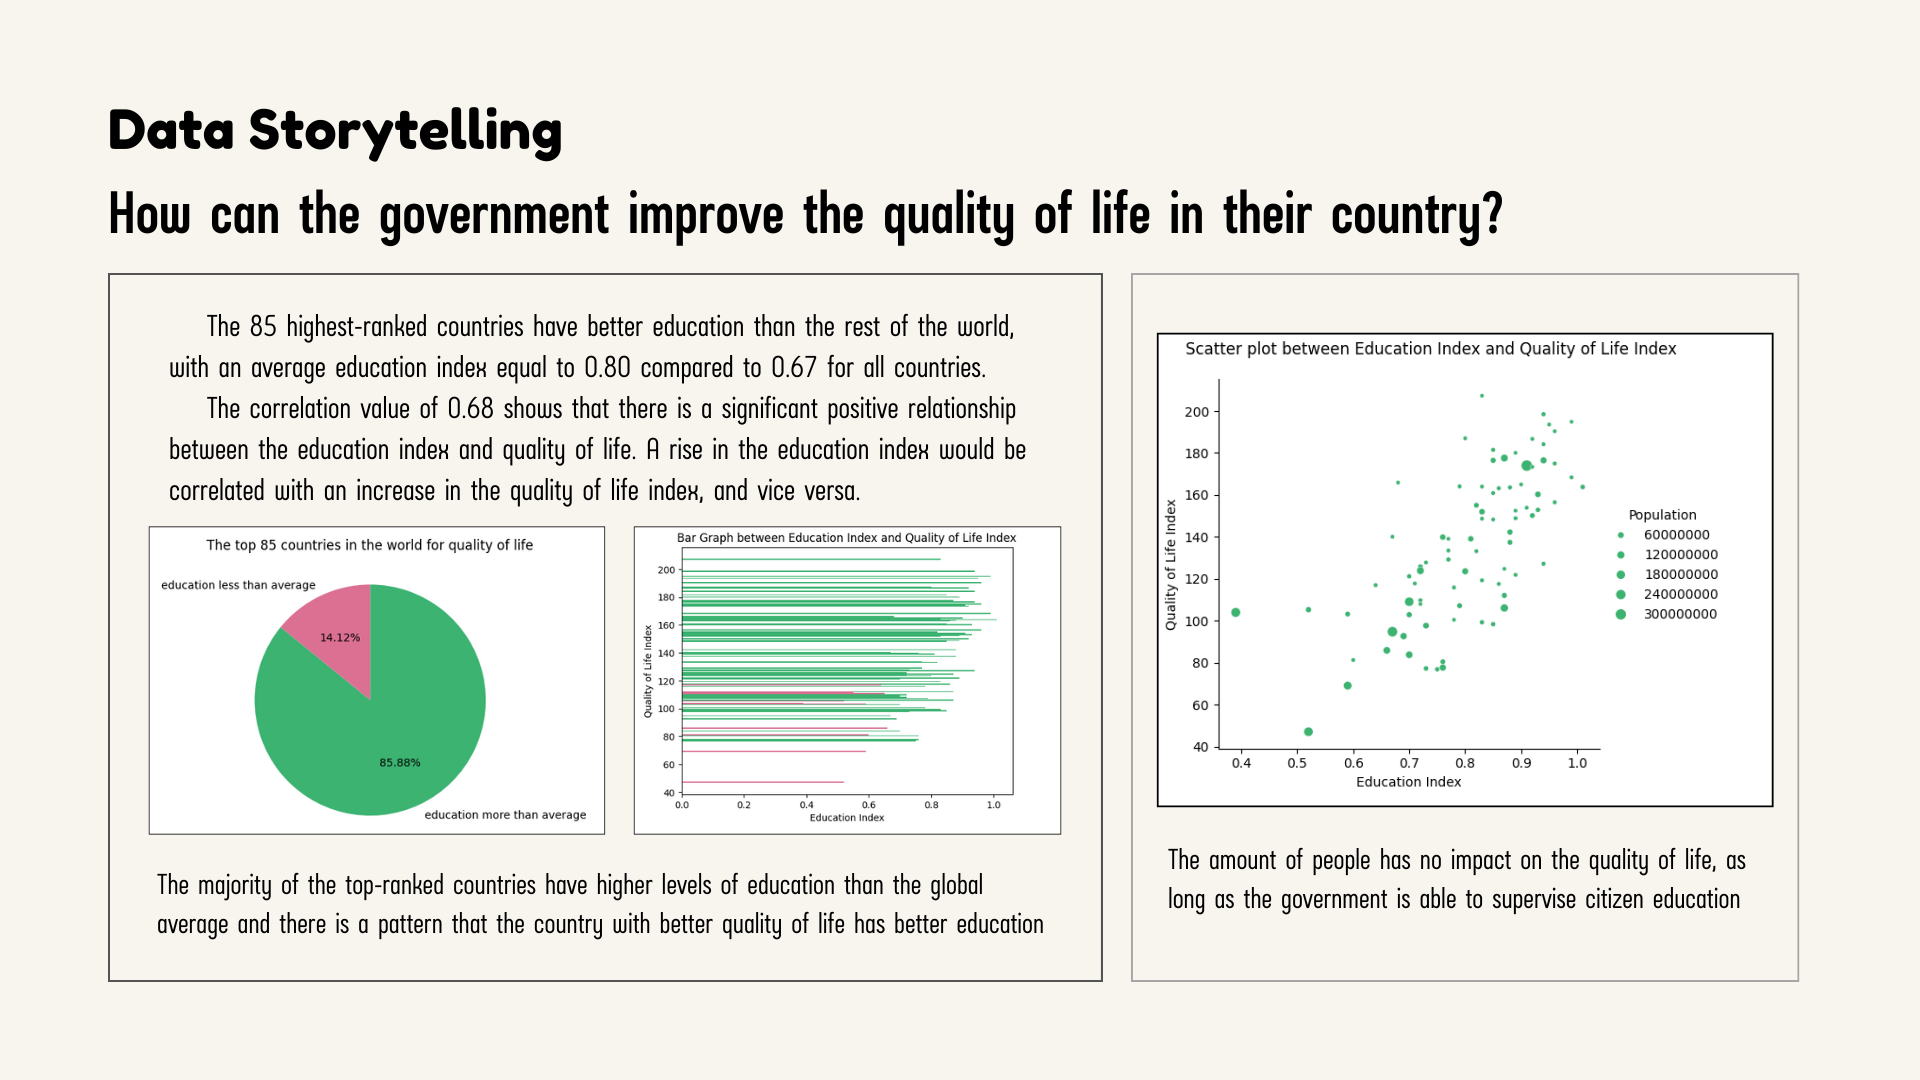 Data Storytelling
How can the government improve the quality of life in their country?
The 85 highest-ranked countries have better education than the rest of the world,
with an average education index equal to 0.80 compared to 0.67 for all countries.
The correlation value of 0.68 shows that there is a significant positive relationship
between the education index and quality of life. A rise in the education index would be
correlated with an increase in the quality of life index, and vice versa.
The top 85 countries in the world for quality of life
education less than average
14.12%
85.88%
education more than average
Bar Graph between Education Index and Quality of Life Index
Quality of Life Index
200
180
160
140
120
100
80
60
40
0.0 0.2 0.4 0.6 0.8 1.0
Education Index
The majority of the top-ranked countries have higher levels of education than the global
average and there is a pattern that the country with better quality of life has better education
Scatter plot between Education Index and Quality of Life Index
Quality of Life Index
200
180
160
140
120
100
80
60
40
0.4 0.5 0.6 0.7 0.8 0.9 1.0
Education Index
Population
60000000
120000000
180000000
240000000
300000000
The amount of people has no impact on the quality of life, as
long as the government is able to supervise citizen education